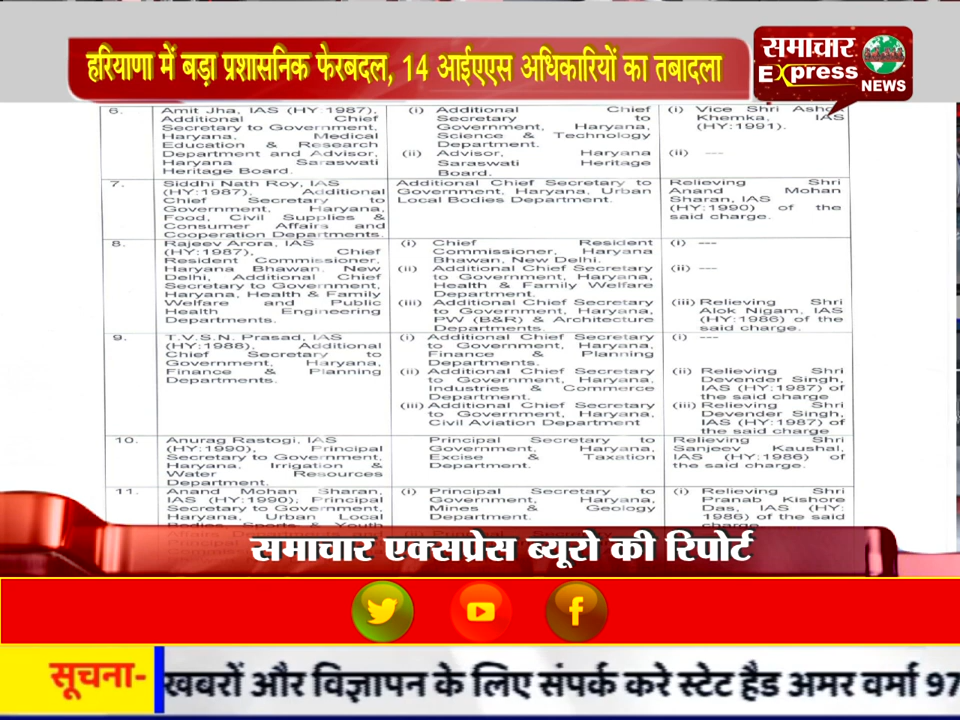 हरियाणा में बड़ा प्रशासनिक फेरबदल, 14 आईएएस अधिकारियों का तबादला
समाचार
Express
NEWS
6.
Amit Jha, IAS (HY 1987),
Additional Chief
Secretary to Government,
Haryana, Medical
Education & Research
Department and Advisor,
Haryana Saraswati
Heritage Board.
(i) Additional Chief
Secretary to
Government, Haryana,
Science & Technology
Department.
(ii) Advisor, Haryana
Saraswati Heritage
Board.
(i) Vice Shri Ashok
Khemka, IAS
(HY:1991).
(ii) ---
7.
Siddhi Nath Roy, IAS
(HY:1987), Additional
Chief Secretary to
Government, Haryana,
Food, Civil Supplies &
Consumer Affairs and
Cooperation Departments.
Additional Chief Secretary to
Government, Haryana, Urban
Local Bodies Department.
Relieving Shri
Anand Mohan
Sharan, IAS
(HY:1990) of the
said charge.
8.
Rajeev Arora, IAS
(HY:1987), Chief
Resident Commissioner,
Haryana Bhawan, New
Delhi, Additional Chief
Secretary to Government,
Haryana, Health & Family
Welfare and Public
Health Engineering
Departments.
(i) Chief Resident
Commissioner, Haryana
Bhawan, New Delhi.
(ii) Additional Chief Secretary
to Government, Haryana,
Health & Family Welfare
Department.
(iii) Additional Chief Secretary
to Government, Haryana,
PW (B&R) & Architecture
Departments.
(i) ---
(ii) ---
(iii) Relieving Shri
Alok Nigam, IAS
(HY:1986) of the
said charge.
9.
T.V.S.N. Prasad, IAS
(HY:1988), Additional
Chief Secretary to
Government, Haryana,
Finance & Planning
Departments.
(i) Additional Chief Secretary
to Government, Haryana,
Finance & Planning
Departments.
(ii) Additional Chief Secretary
to Government, Haryana,
Industries & Commerce
Department.
(iii) Additional Chief Secretary
to Government, Haryana,
Civil Aviation Department
(i) ---
(ii) Relieving Shri
Devender Singh,
IAS (HY:1987) of
the said charge
(iii) Relieving Shri
Devender Singh,
IAS (HY:1987) of
the said charge
10.
Anurag Rastogi, IAS
(HY:1990), Principal
Secretary to Government,
Haryana, Irrigation &
Water Resources
Department.
Principal Secretary to
Government, Haryana,
Excise & Taxation
Department.
Relieving Shri
Sanjeev Kaushal,
IAS (HY:1986) of
the said charge.
11.
Anand Mohan Sharan,
IAS (HY:1990), Principal
Secretary to Government,
Haryana, Urban Local
Bodies, Sports & Youth
(i) Principal Secretary to
Government, Haryana,
Mines & Geology
Department.
(i) Relieving Shri
Pranab Kishore
Das, IAS (HY:
1986) of the said
charge
समाचार एक्सप्रेस ब्यूरो की रिपोर्ट
सूचना- खबरों और विज्ञापन के लिए संपर्क करे स्टेट हैड अमर वर्मा 97